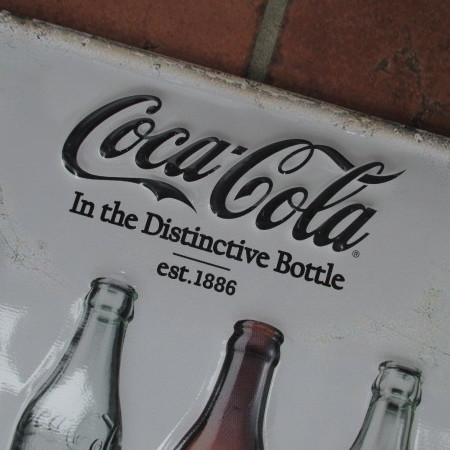 Coca-Cola®
In the Distinctive Bottle
est.1886